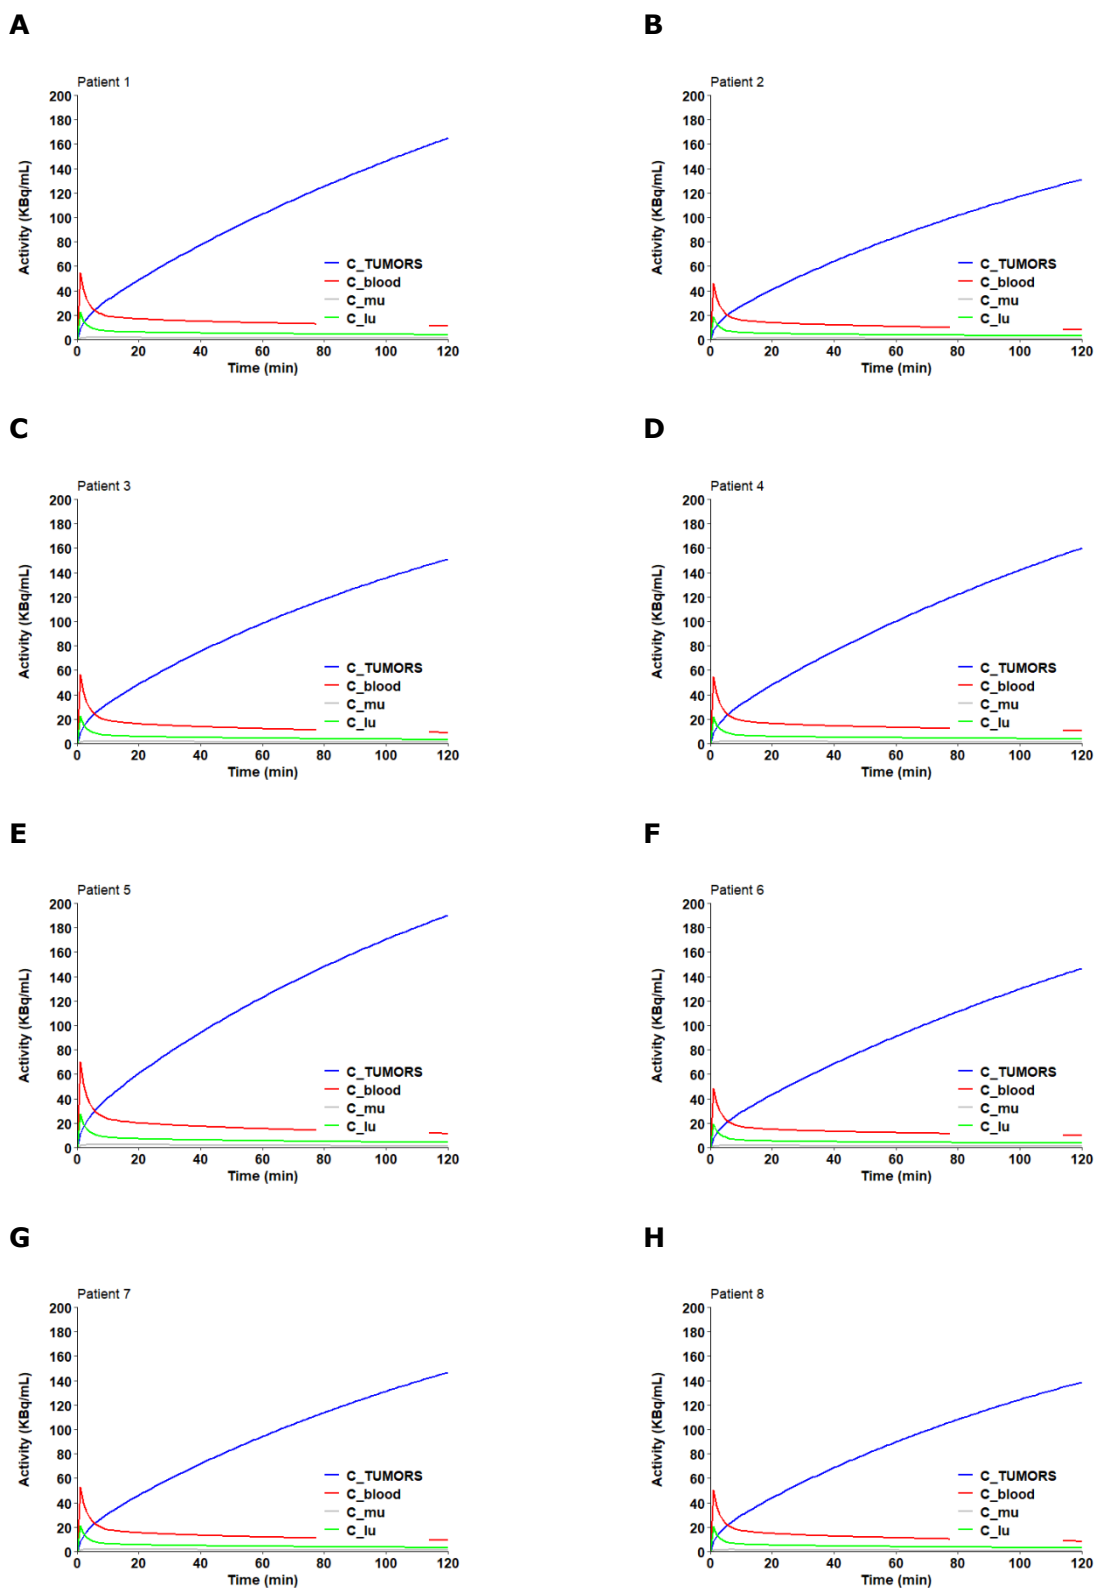 A
Patient 1
200
180
160
140
120
100
80
60
40
20
0
Activity (KBq/mL)
C_TUMORS
C_blood
C_mu
C_lu
0 20 40 60 80 100 120
Time (min)
B
Patient 2
200
180
160
140
120
100
80
60
40
20
0
Activity (KBq/mL)
C_TUMORS
C_blood
C_mu
C_lu
0 20 40 60 80 100 120
Time (min)
C
Patient 3
200
180
160
140
120
100
80
60
40
20
0
Activity (KBq/mL)
C_TUMORS
C_blood
C_mu
C_lu
0 20 40 60 80 100 120
Time (min)
D
Patient 4
200
180
160
140
120
100
80
60
40
20
0
Activity (KBq/mL)
C_TUMORS
C_blood
C_mu
C_lu
0 20 40 60 80 100 120
Time (min)
E
Patient 5
200
180
160
140
120
100
80
60
40
20
0
Activity (KBq/mL)
C_TUMORS
C_blood
C_mu
C_lu
0 20 40 60 80 100 120
Time (min)
F
Patient 6
200
180
160
140
120
100
80
60
40
20
0
Activity (KBq/mL)
C_TUMORS
C_blood
C_mu
C_lu
0 20 40 60 80 100 120
Time (min)
G
Patient 7
200
180
160
140
120
100
80
60
40
20
0
Activity (KBq/mL)
C_TUMORS
C_blood
C_mu
C_lu
0 20 40 60 80 100 120
Time (min)
H
Patient 8
200
180
160
140
120
100
80
60
40
20
0
Activity (KBq/mL)
C_TUMORS
C_blood
C_mu
C_lu
0 20 40 60 80 100 120
Time (min)